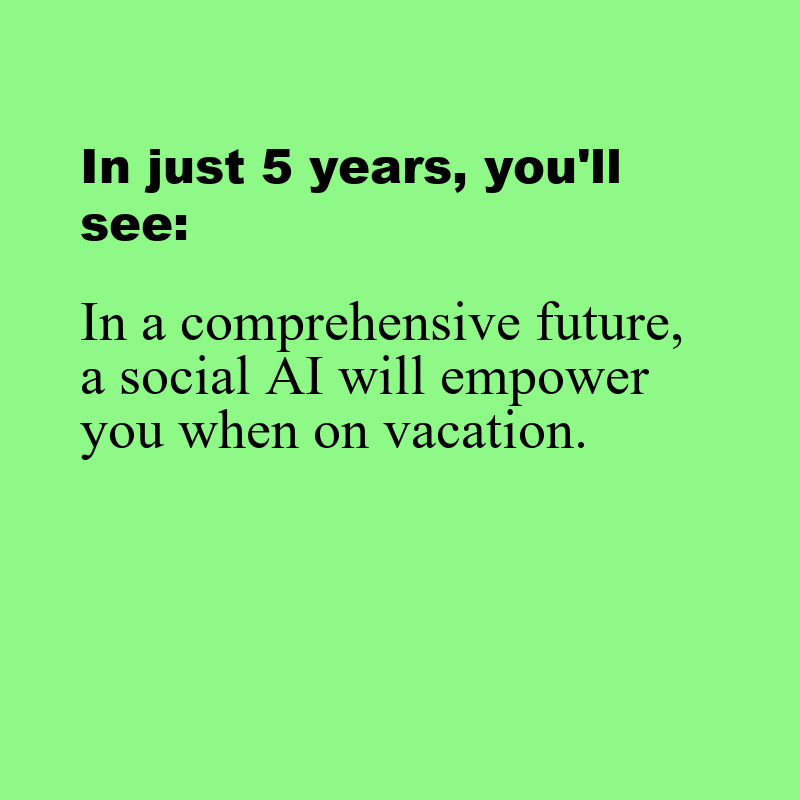 In just 5 years, you'll
see:
In a comprehensive future,
a social AI will empower
you when on vacation.